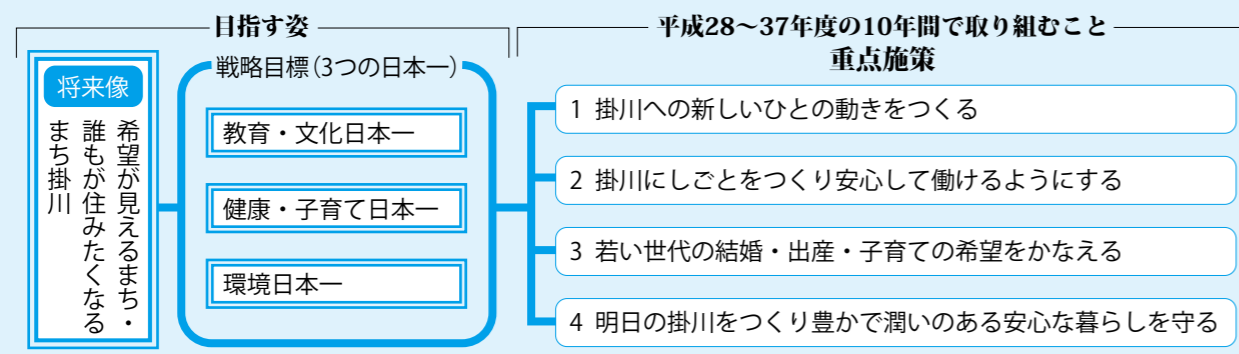 目指す姿
将来像
希望が見えるまち・
誰もが住みたくなる
まち掛川
戦略目標（3つの日本一）
教育・文化日本一
健康・子育て日本一
環境日本一
平成28～37年度の10年間で取り組むこと
重点施策
1 掛川への新しいひとの動きをつくる
2 掛川にしごとをつくり安心して働けるようにする
3 若い世代の結婚・出産・子育ての希望をかなえる
4 明日の掛川をつくり豊かで潤いのある安心な暮らしを守る